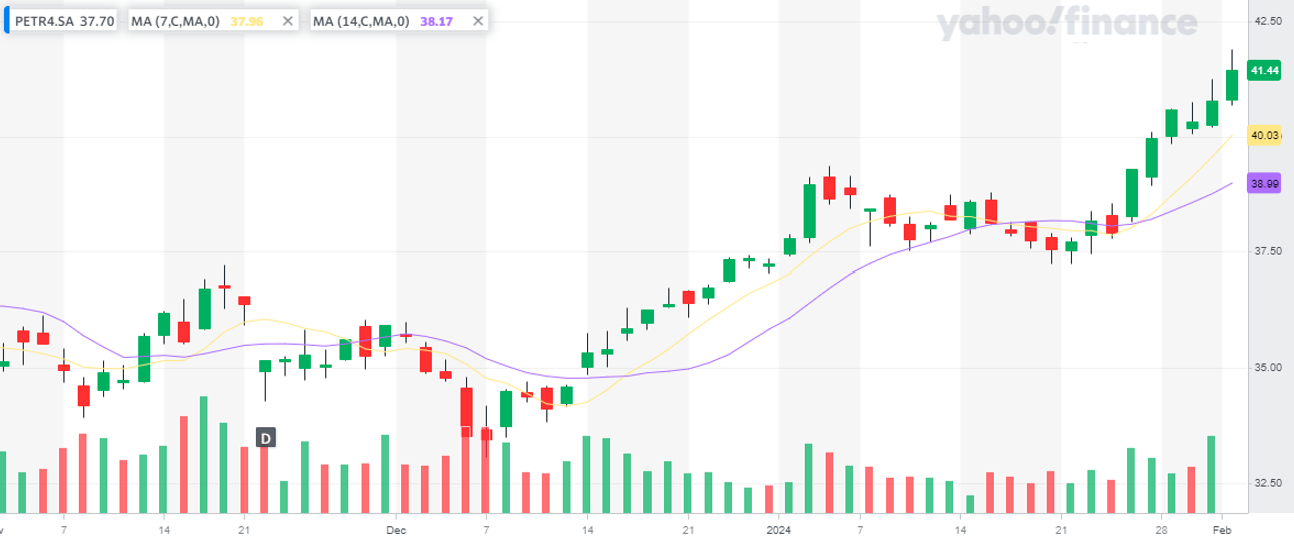 PETR4.SA 37.70 MA (7,C,MA,0) 37.96 MA (14,C,MA,0) 38.17
yahoo!finance
42.50
41.44
40.03
38.99
37.50
35.00
D
32.50
7 14 21 Dec 7 14 21 2024 7 14 21 28 Feb